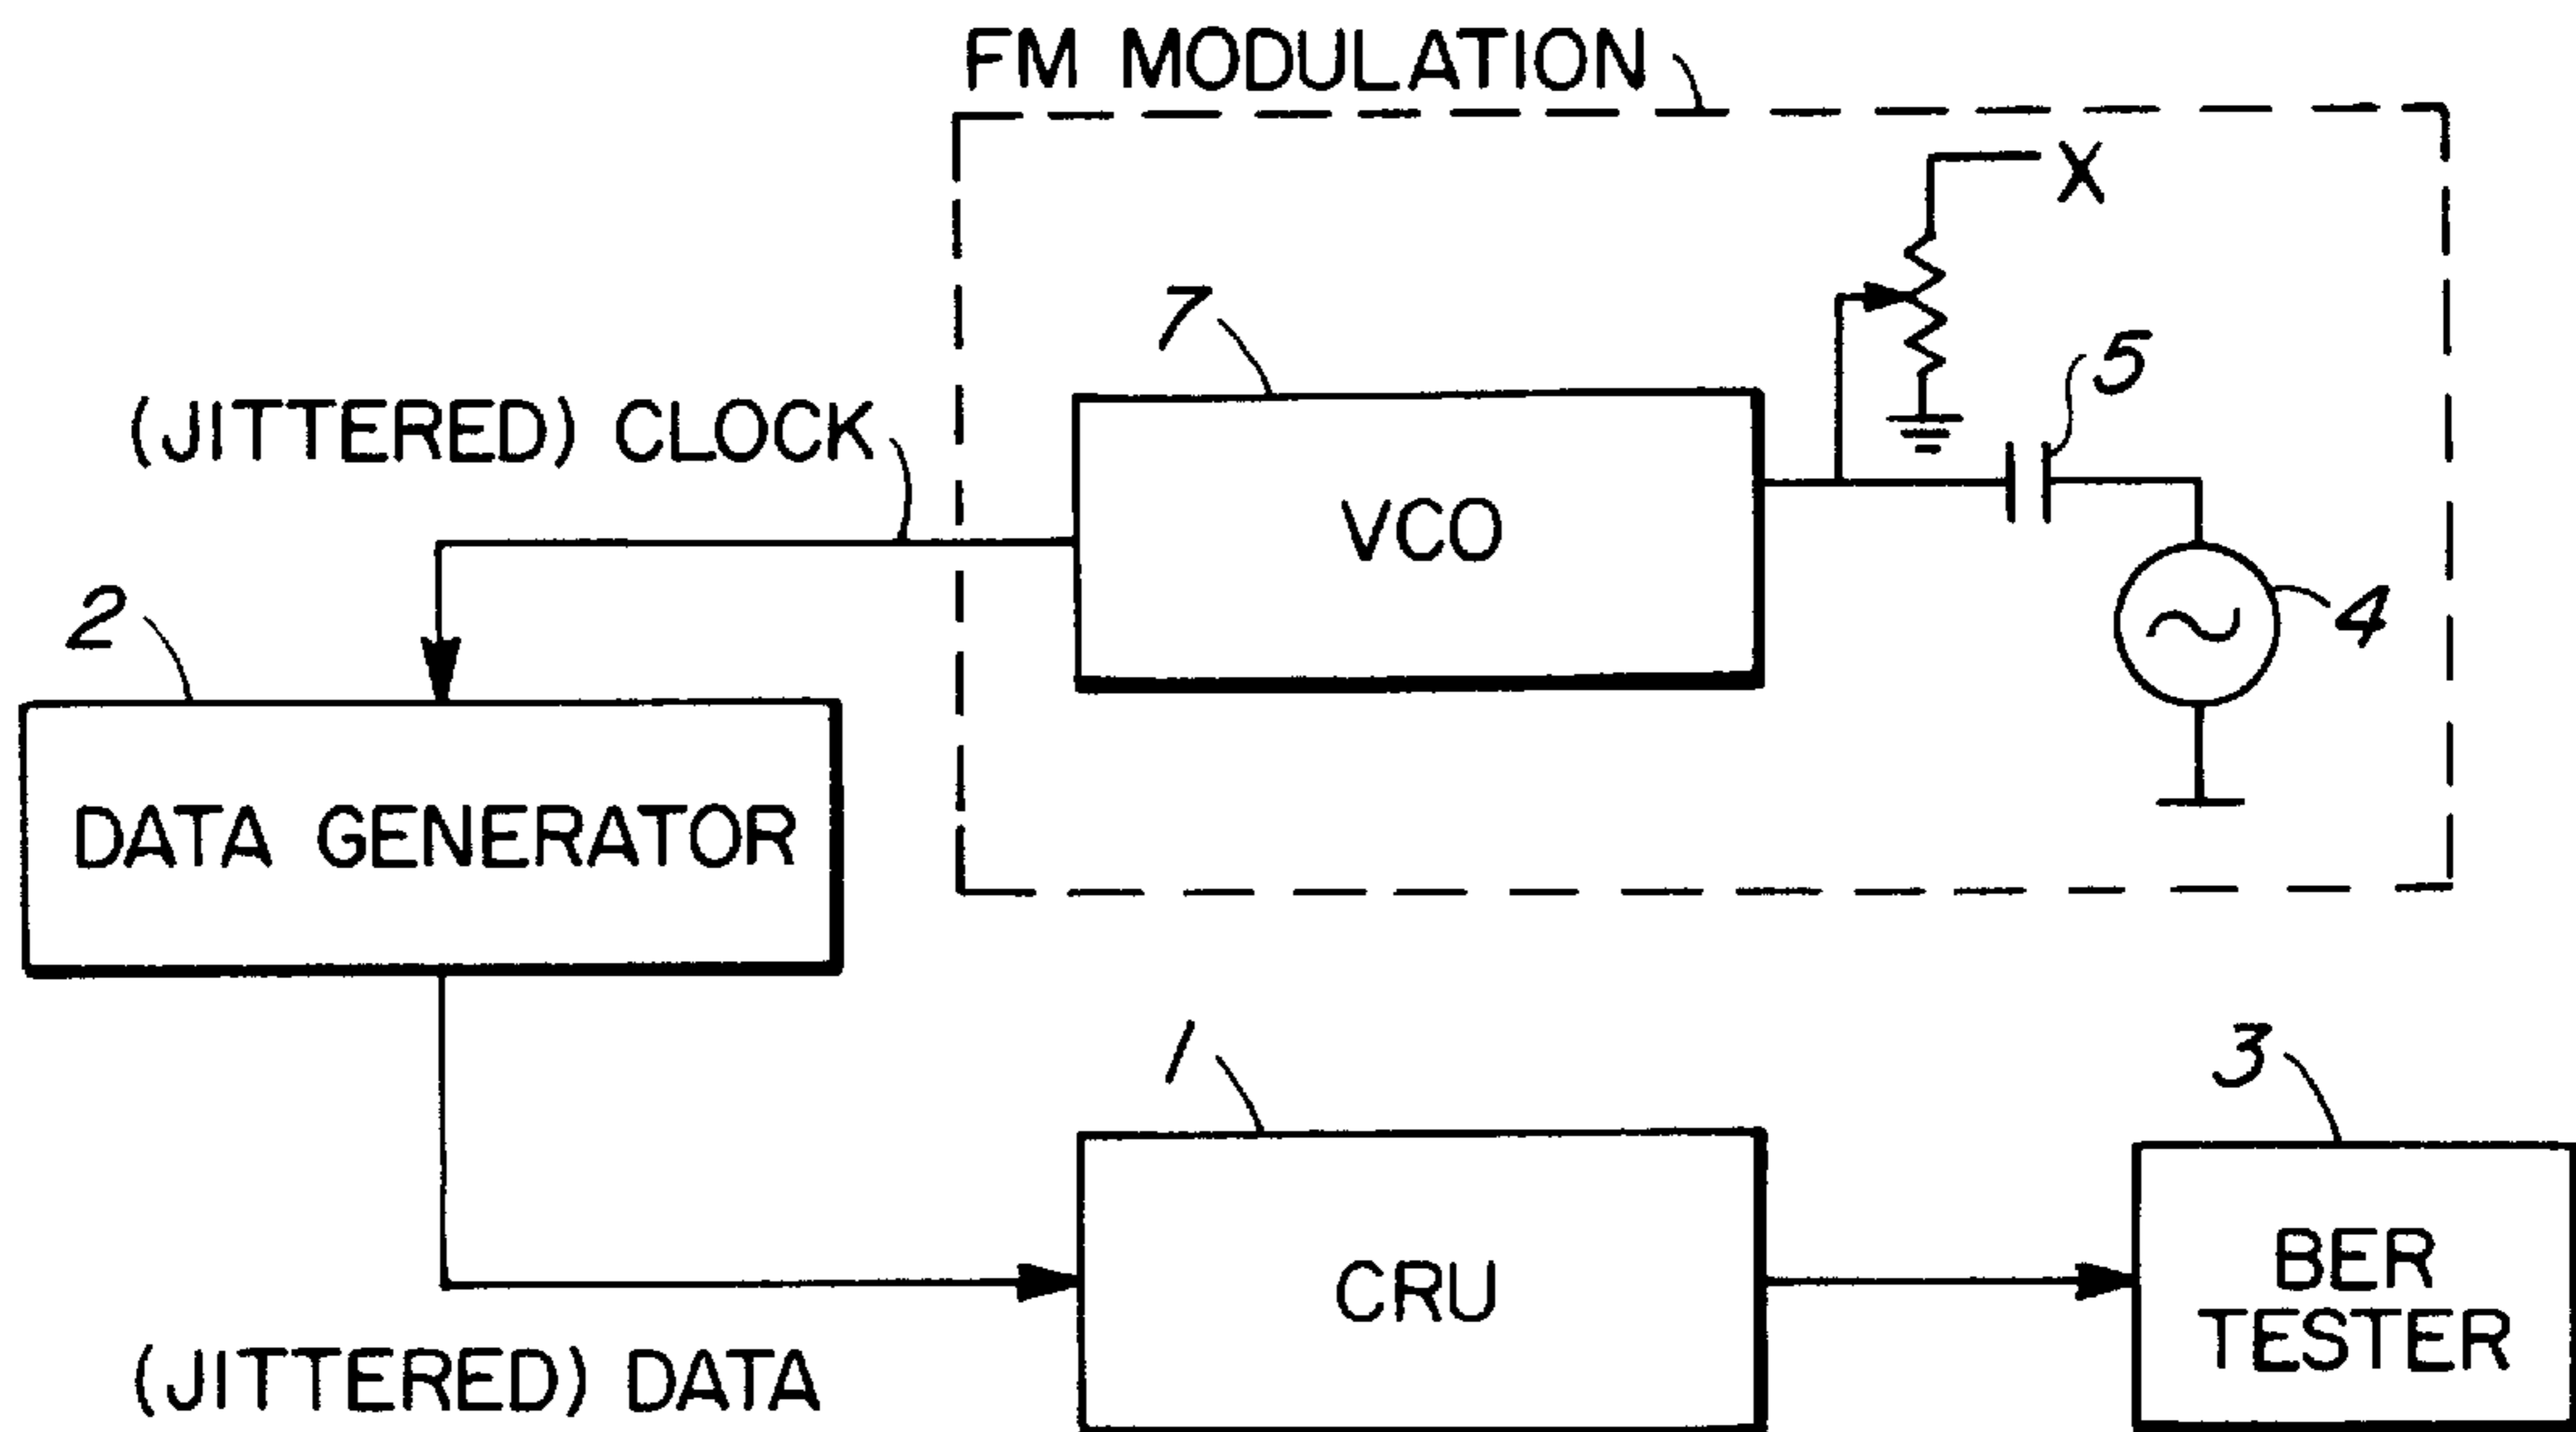 FM MODULATION
X
7
5
(JITTERED) CLOCK
VCO
2
4
DATA GENERATOR
1
3
CRU
BER
TESTER
(JITTERED) DATA